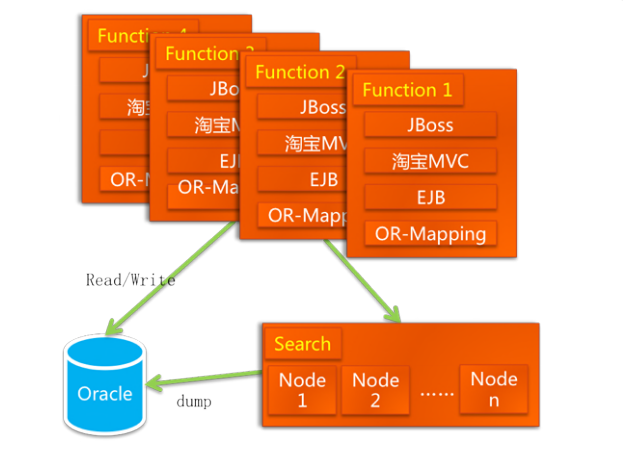 Function 4
J
淘宝
OR-M
Function 3
JBo
淘宝M
EJ
OR-Ma
Function 2
JBoss
淘宝MV
EJB
OR-Mapp
Function 1
JBoss
淘宝MVC
EJB
OR-Mapping
Read/Write
Oracle
dump
Search
Node 
1
Node 
2
......
Node 
n